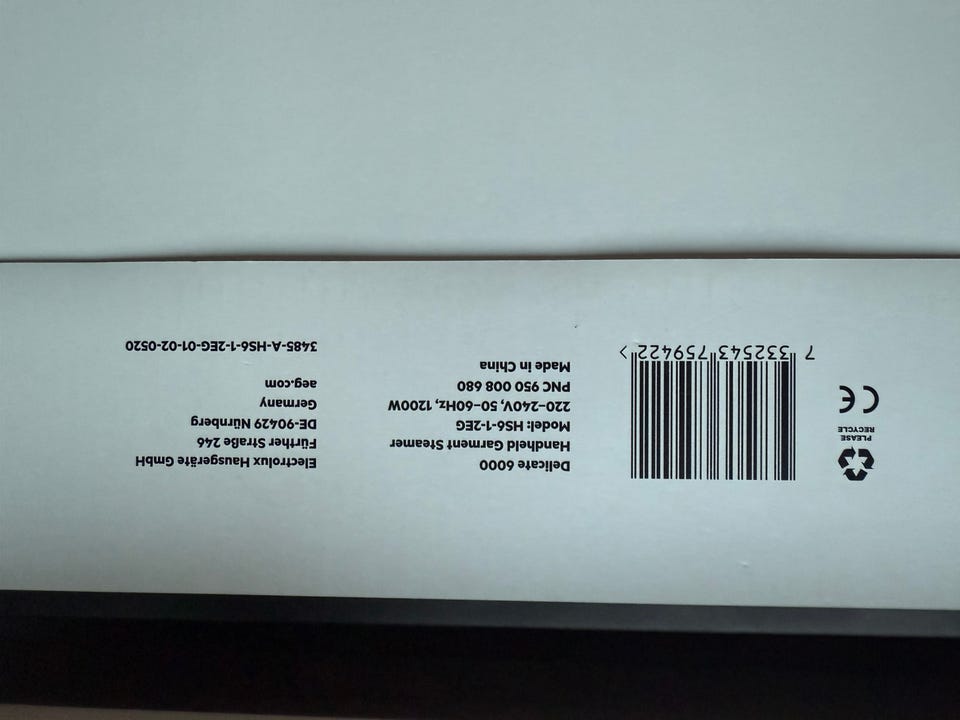 PLEASE
RECYCLE
CE
7 332543 759422 >
Delicate 6000
Handheld Garment Steamer
Model: HS6-1-2EG
220–240V, 50–60Hz, 1200W
PNC 950 008 680
Made in China
Electrolux Hausgeräte GmbH
Fürther Straße 246
DE-90429 Nürnberg
Germany
aeg.com
3485-A-HS6-1-2EG-01-02-0520